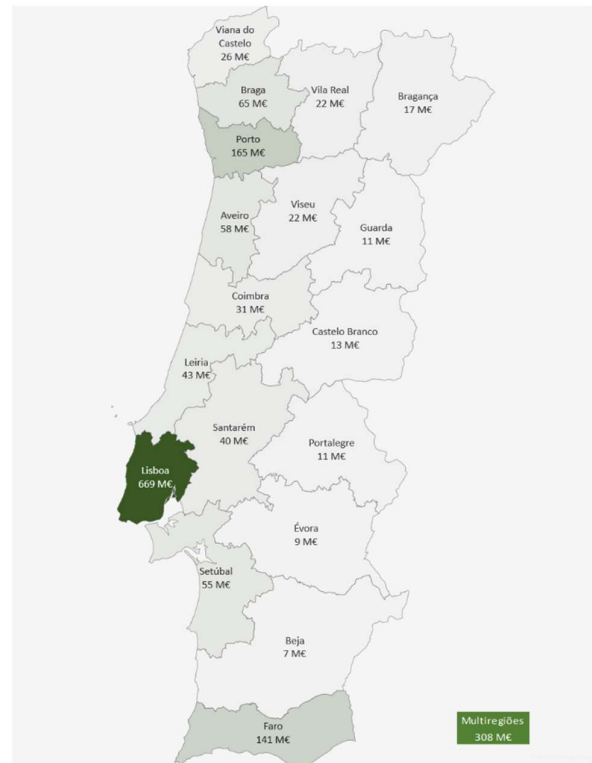 Viana do
Castelo
26 M€
Braga
65 M€
Vila Real
22 M€
Bragança
17 M€
Porto
165 M€
Aveiro
58 M€
Viseu
22 M€
Guarda
11 M€
Coimbra
31 M€
Castelo Branco
13 M€
Leiria
43 M€
Santarém
40 M€
Portalegre
11 M€
Lisboa
669 M€
Évora
9 M€
Setúbal
55 M€
Beja
7 M€
Faro
141 M€
Multiregiões
308 M€